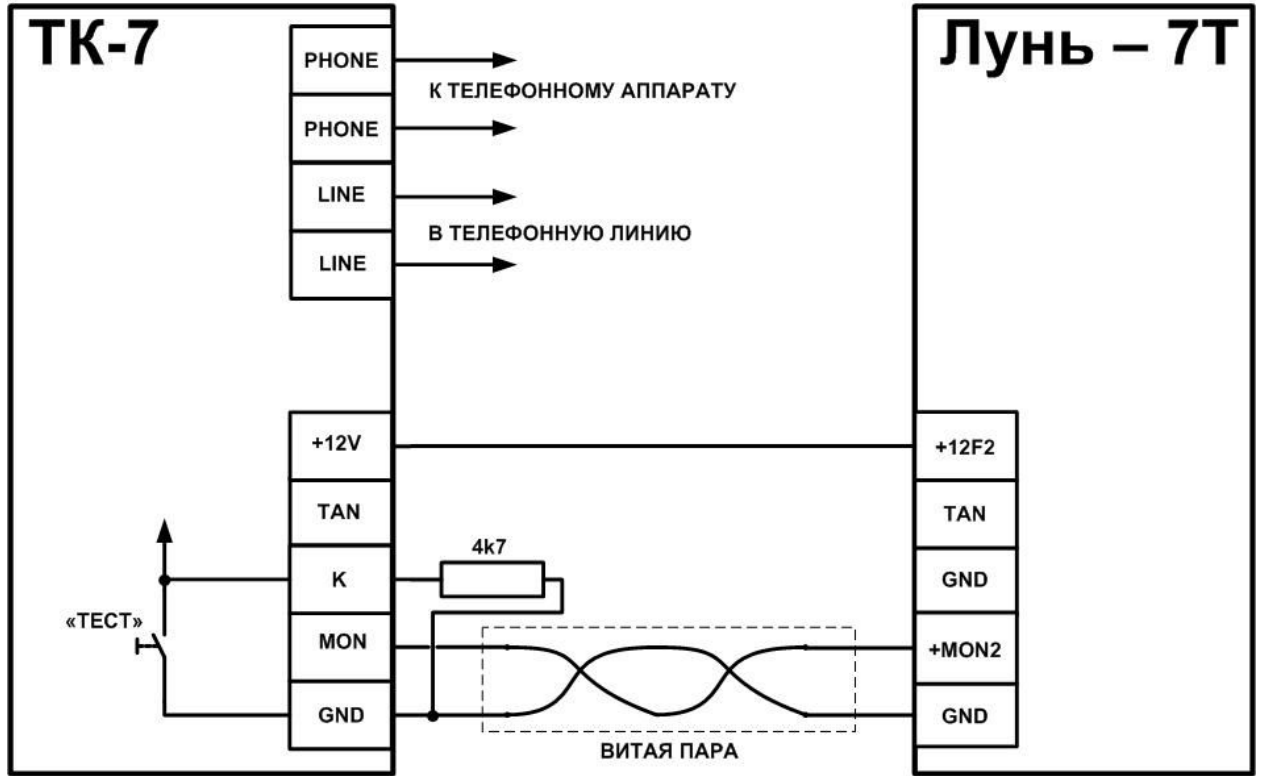 ТК-7
Лунь – 7Т
PHONE
К ТЕЛЕФОННОМУ АППАРАТУ
PHONE
LINE
В ТЕЛЕФОННУЮ ЛИНИЮ
LINE
+12V
+12F2
TAN
TAN
4k7
K
GND
«ТЕСТ»
MON
+MON2
GND
GND
ВИТАЯ ПАРА